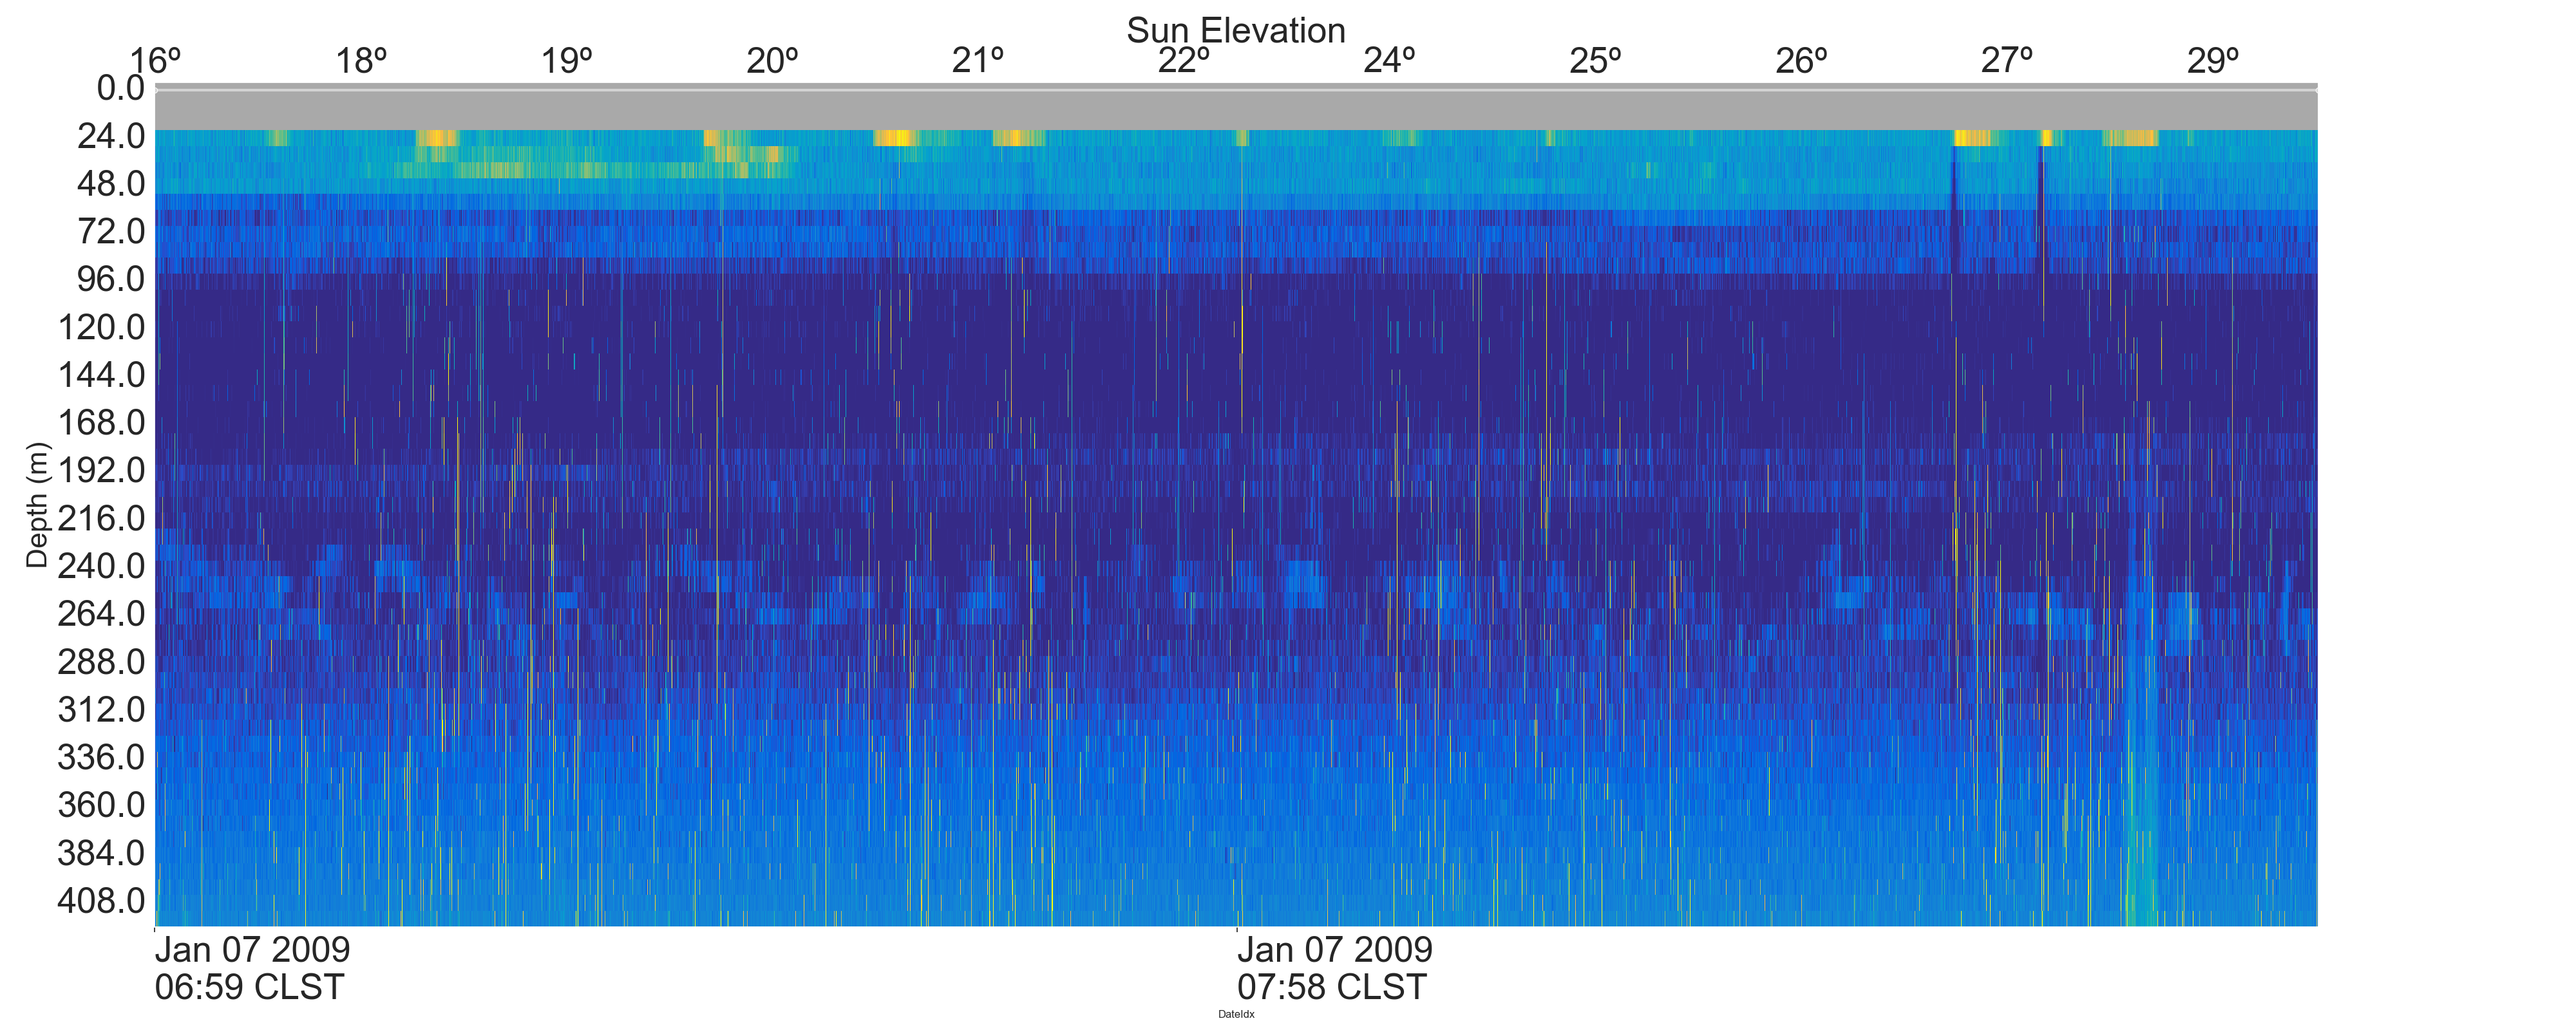 Sun Elevation
16º 18º 19º 20º 21º 22º 24º 25º 26º 27º 29º
0.0
24.0
48.0
72.0
96.0
120.0
144.0
168.0
192.0
216.0
240.0
264.0
288.0
312.0
336.0
360.0
384.0
408.0
Depth (m)
Jan 07 2009
06:59 CLST
Jan 07 2009
07:58 CLST
DateIdx